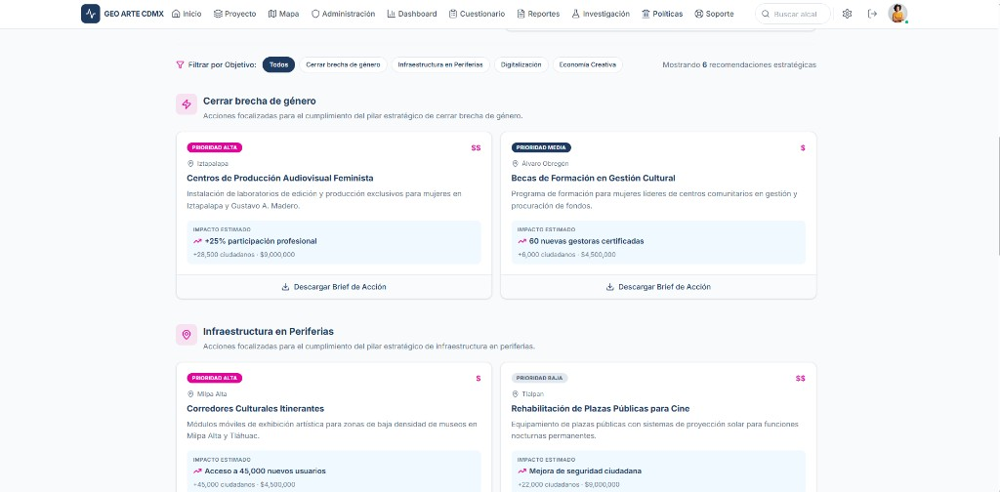 GEO ARTE CDMX Inicio Proyecto Mapa Administración Dashboard Cuestionario Reportes Investigación Políticas Soporte Buscar alcal
Filtrar por Objetivo: Todos Cerrar brecha de género Infraestructura en Periferias Digitalización Economía Creativa Mostrando 6 recomendaciones estratégicas
Cerrar brecha de género
Acciones focalizadas para el cumplimiento del pilar estratégico de cerrar brecha de género.
PRIORIDAD ALTA $$
Iztapalapa
Centros de Producción Audiovisual Feminista
Instalación de laboratorios de edición y producción exclusivos para mujeres en
Iztapalapa y Gustavo A. Madero.
IMPACTO ESTIMADO
+25% participación profesional
+28,500 ciudadanos · $9,000,000
Descargar Brief de Acción
PRIORIDAD MEDIA $
Álvaro Obregón
Becas de Formación en Gestión Cultural
Programa de formación para mujeres líderes de centros comunitarios en gestión y
procuración de fondos.
IMPACTO ESTIMADO
60 nuevas gestoras certificadas
+6,000 ciudadanos · $4,500,000
Descargar Brief de Acción
Infraestructura en Periferias
Acciones focalizadas para el cumplimiento del pilar estratégico de infraestructura en periferias.
PRIORIDAD ALTA $
Milpa Alta
Corredores Culturales Itinerantes
Módulos móviles de exhibición artística para zonas de baja densidad de museos en
Milpa Alta y Tláhuac.
IMPACTO ESTIMADO
Acceso a 45,000 nuevos usuarios
+45,000 ciudadanos · $4,500,000
PRIORIDAD BAJA $$
Tlalpan
Rehabilitación de Plazas Públicas para Cine
Equipamiento de plazas públicas con sistemas de proyección solar para funciones
nocturnas permanentes.
IMPACTO ESTIMADO
Mejora de seguridad ciudadana
+22,000 ciudadanos · $9,000,000